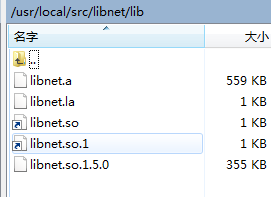 /usr/local/src/libnet/lib
名字 大小
..
libnet.a 559 KB
libnet.la 1 KB
libnet.so 1 KB
libnet.so.1 1 KB
libnet.so.1.5.0 355 KB